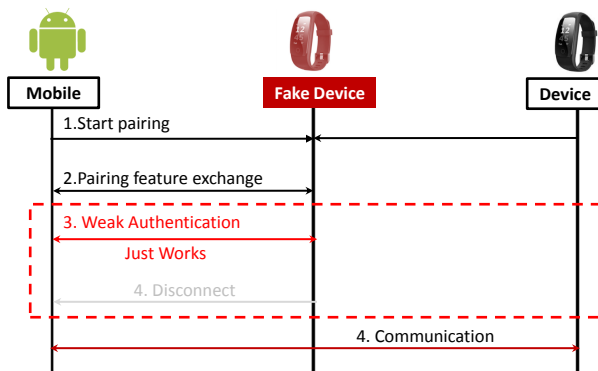 Mobile
Fake Device
Device
1.Start pairing
2.Pairing feature exchange
3. Weak Authentication
Just Works
4. Disconnect
4. Communication